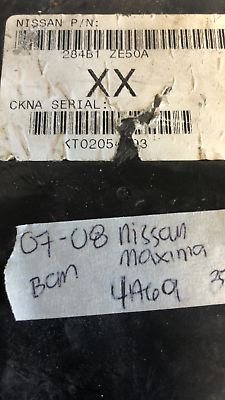 NISSAN P/N:
284B1 ZE50A
XX
CKNA SERIAL:
07-08 Nissan
maxima
BCM
4A69